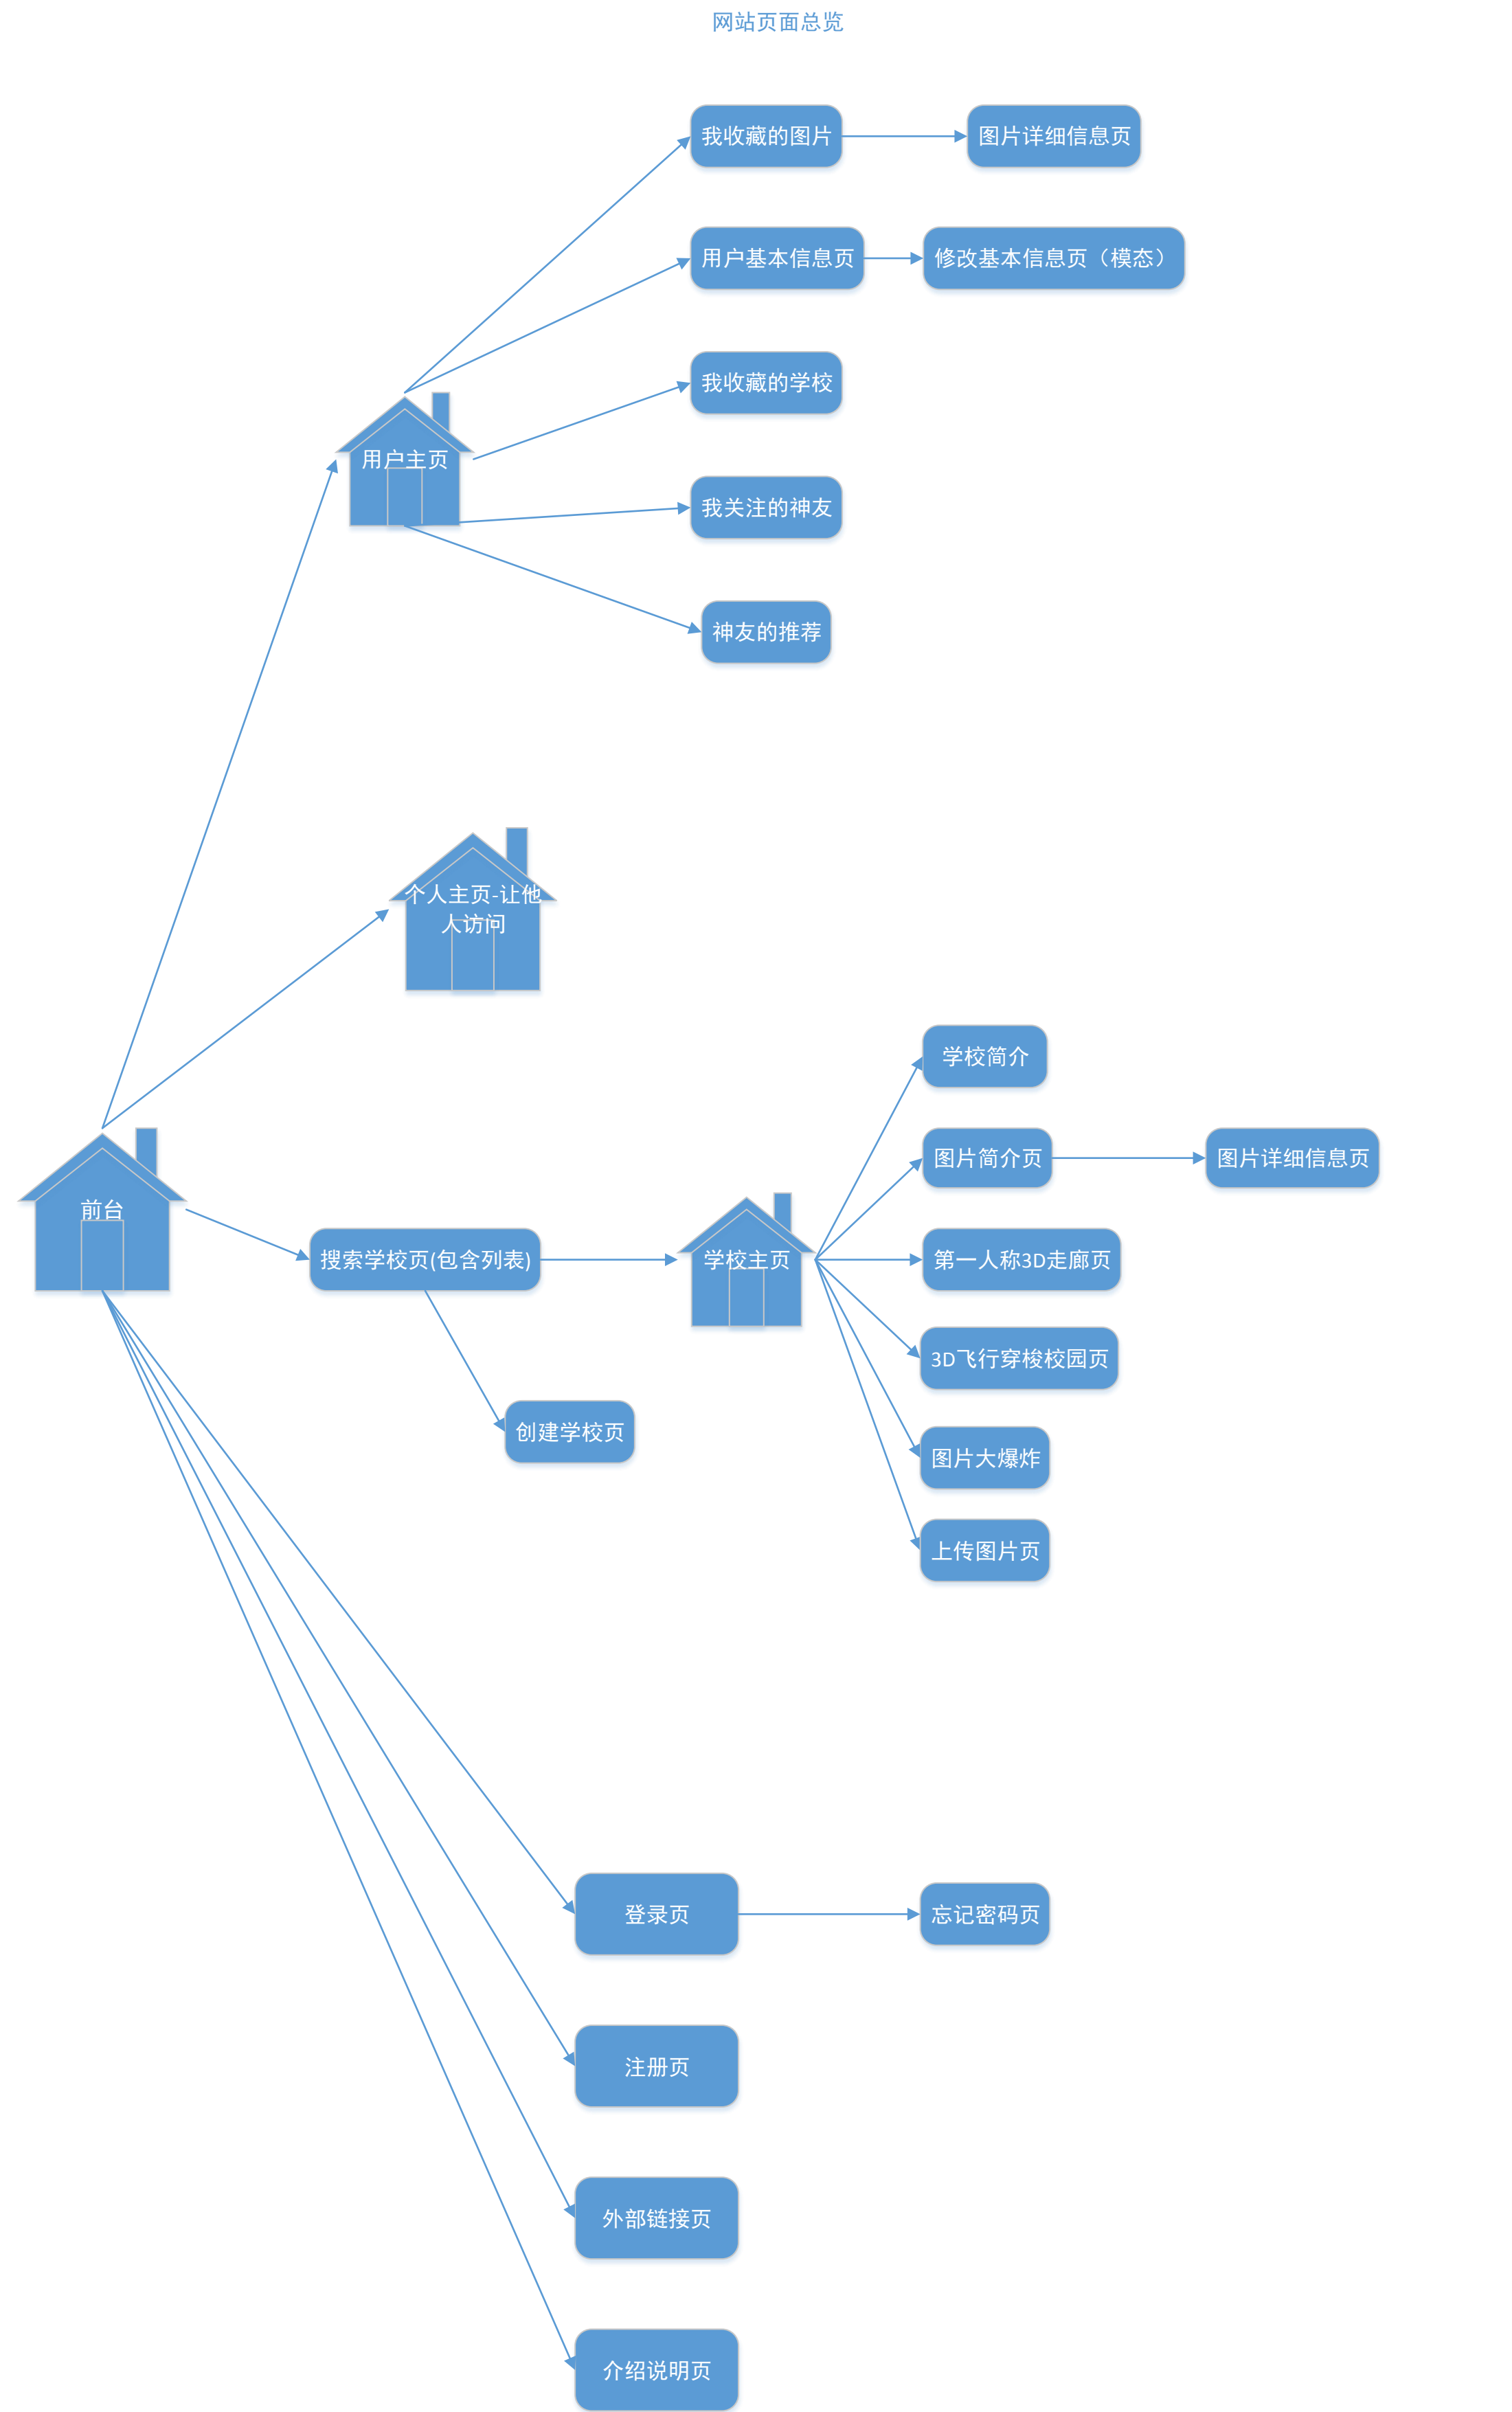 网站页面总览
我收藏的图片
图片详细信息页
用户基本信息页
修改基本信息页（模态）
我收藏的学校
用户主页
我关注的神友
神友的推荐
个人主页-让他
人访问
学校简介
图片简介页
图片详细信息页
前台
搜索学校页(包含列表)
学校主页
第一人称3D走廊页
3D飞行穿梭校园页
创建学校页
图片大爆炸
上传图片页
登录页
忘记密码页
注册页
外部链接页
介绍说明页